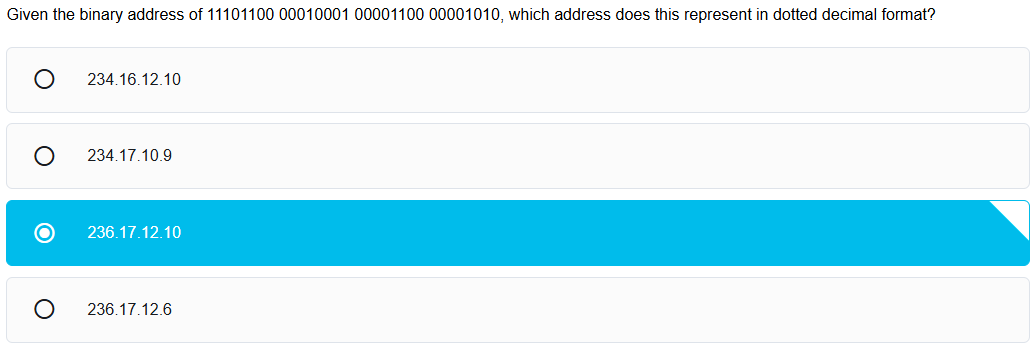 Given the binary address of 11101100 00010001 00001100 00001010, which address does this represent in dotted decimal format?
234.16.12.10
234.17.10.9
236.17.12.10
236.17.12.6